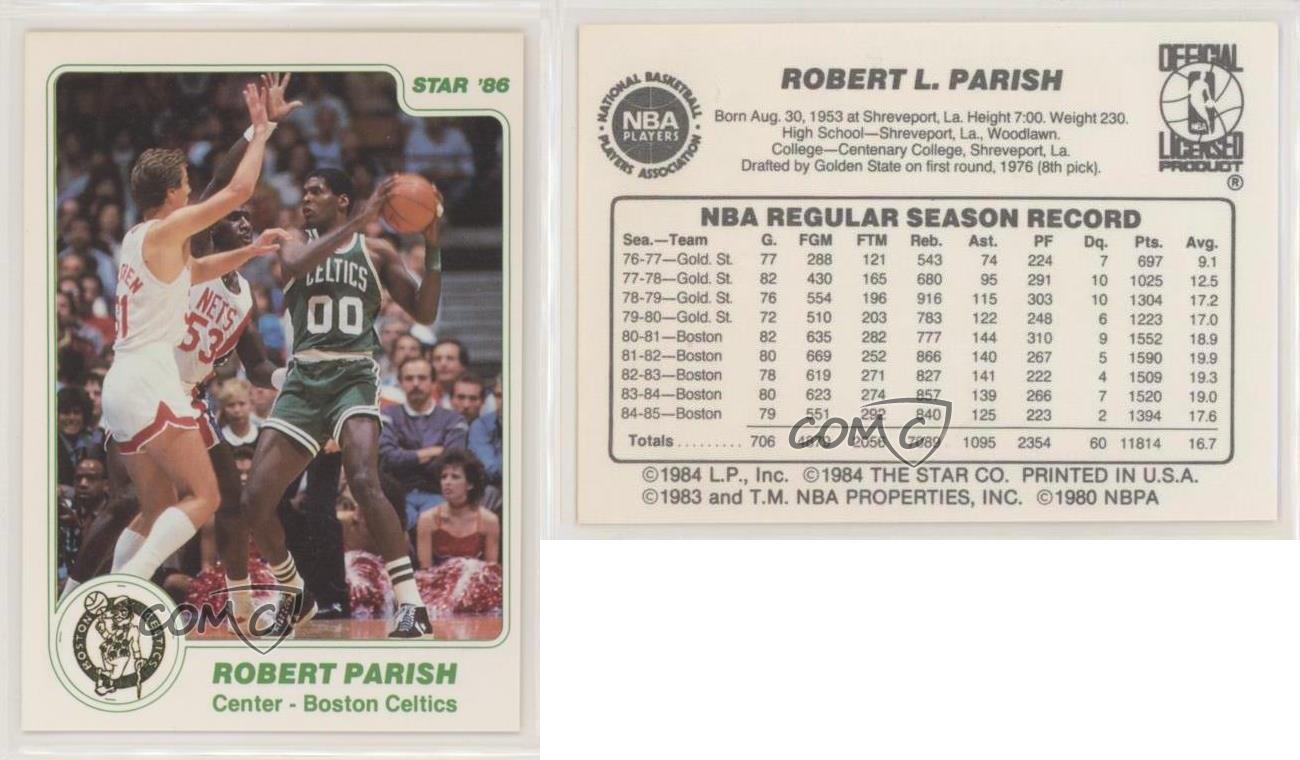 STAR '86
CELTICS
00
NETS
53
BOSTON CELTICS
COMC
ROBERT PARISH
Center - Boston Celtics
NATIONAL BASKETBALL
NBA
PLAYERS
PLAYERS ASSOCIATION
ROBERT L. PARISH
Born Aug. 30, 1953 at Shreveport, La. Height 7:00. Weight 230.
High School—Shreveport, La., Woodlawn.
College—Centenary College, Shreveport, La.
Drafted by Golden State on first round, 1976 (8th pick).
OFFICIAL
NBA
LICENSED
PRODUCT
®
NBA REGULAR SEASON RECORD
Sea.—Team G. FGM FTM Reb. Ast. PF Dq. Pts. Avg.
76-77—Gold. St. 77 288 121 543 74 224 7 697 9.1
77-78—Gold. St. 82 430 165 680 95 291 10 1025 12.5
78-79—Gold. St. 76 554 196 916 115 303 10 1304 17.2
79-80—Gold. St. 72 510 203 783 122 248 6 1223 17.0
80-81—Boston 82 635 282 777 144 310 9 1552 18.9
81-82—Boston 80 669 252 866 140 267 5 1590 19.9
82-83—Boston 78 619 271 827 141 222 4 1509 19.3
83-84—Boston 80 623 274 857 139 266 7 1520 19.0
84-85—Boston 79 551 292 840 125 223 2 1394 17.6
Totals ......... 706 4879 2056 7089 1095 2354 60 11814 16.7
COMC
©1984 L.P., Inc. ©1984 THE STAR CO. PRINTED IN U.S.A.
©1983 and T.M. NBA PROPERTIES, INC. ©1980 NBPA